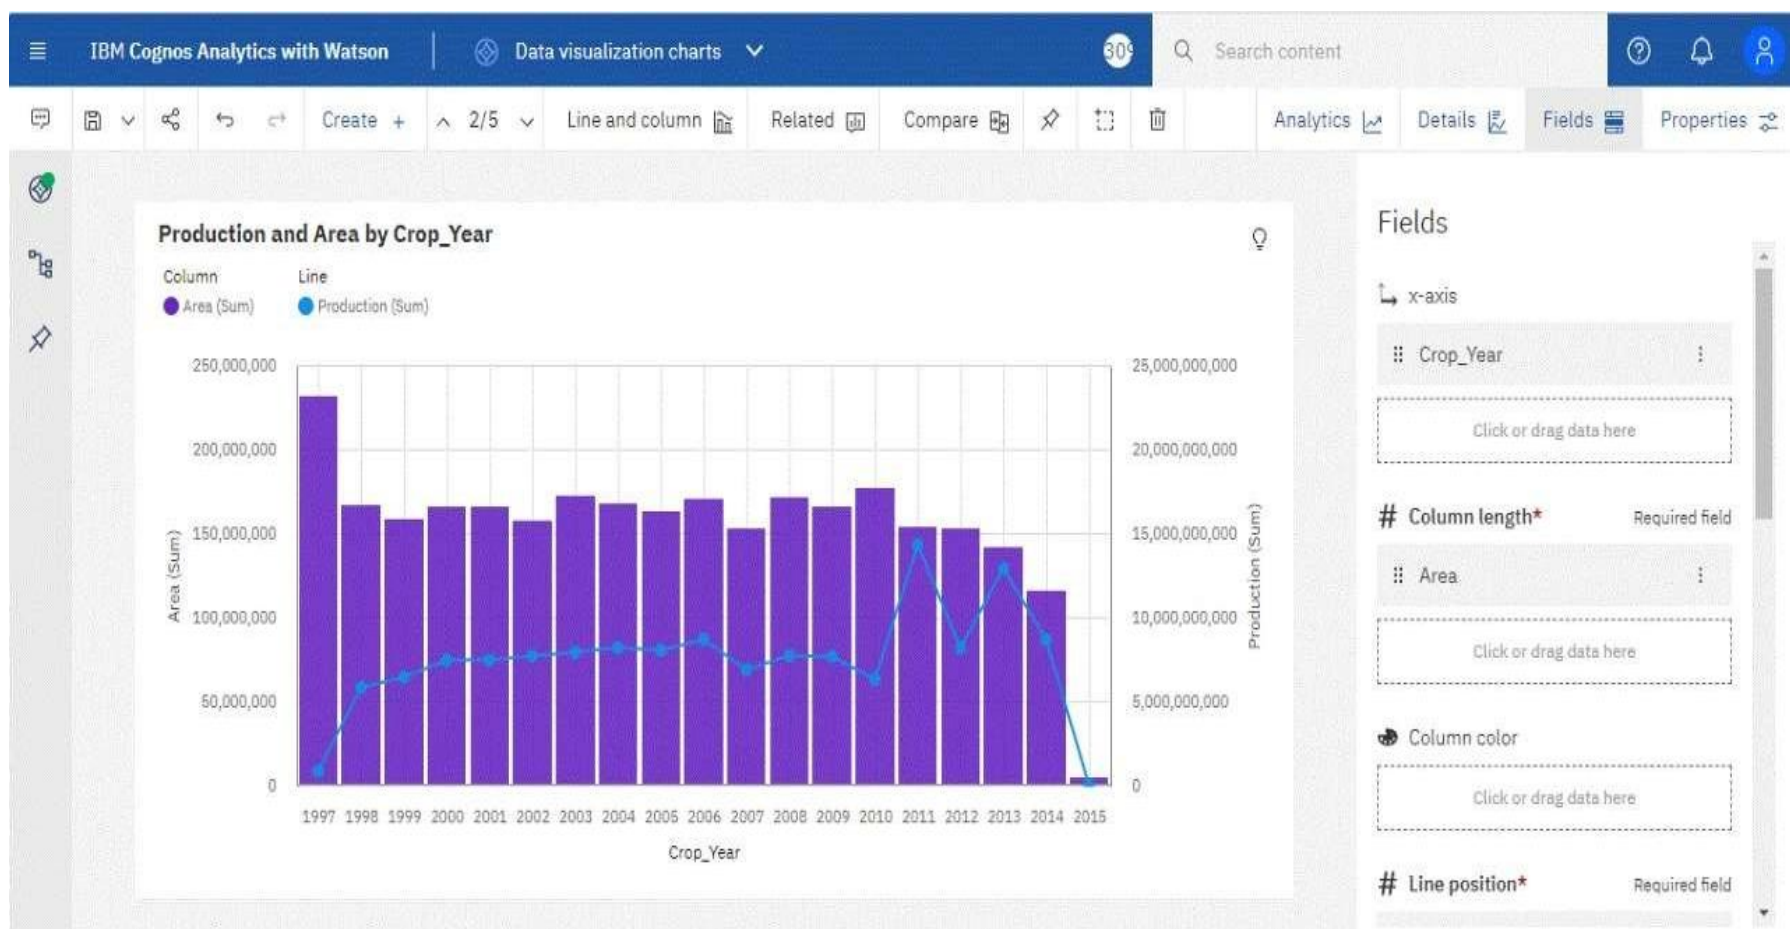 IBM Cognos Analytics with Watson
Data visualization charts
Search content
Create +
2/5
Line and column
Related
Compare
Analytics
Details
Fields
Properties
Production and Area by Crop_Year
Column
Line
Area (Sum)
Production (Sum)
250,000,000
200,000,000
150,000,000
100,000,000
50,000,000
0
Area (Sum)
25,000,000,000
20,000,000,000
15,000,000,000
10,000,000,000
5,000,000,000
0
Production (Sum)
1997 1998 1999 2000 2001 2002 2003 2004 2005 2006 2007 2008 2009 2010 2011 2012 2013 2014 2015
Crop_Year
Fields
x-axis
Crop_Year
Click or drag data here
# Column length*
Required field
Area
Click or drag data here
Column color
Click or drag data here
# Line position*
Required field